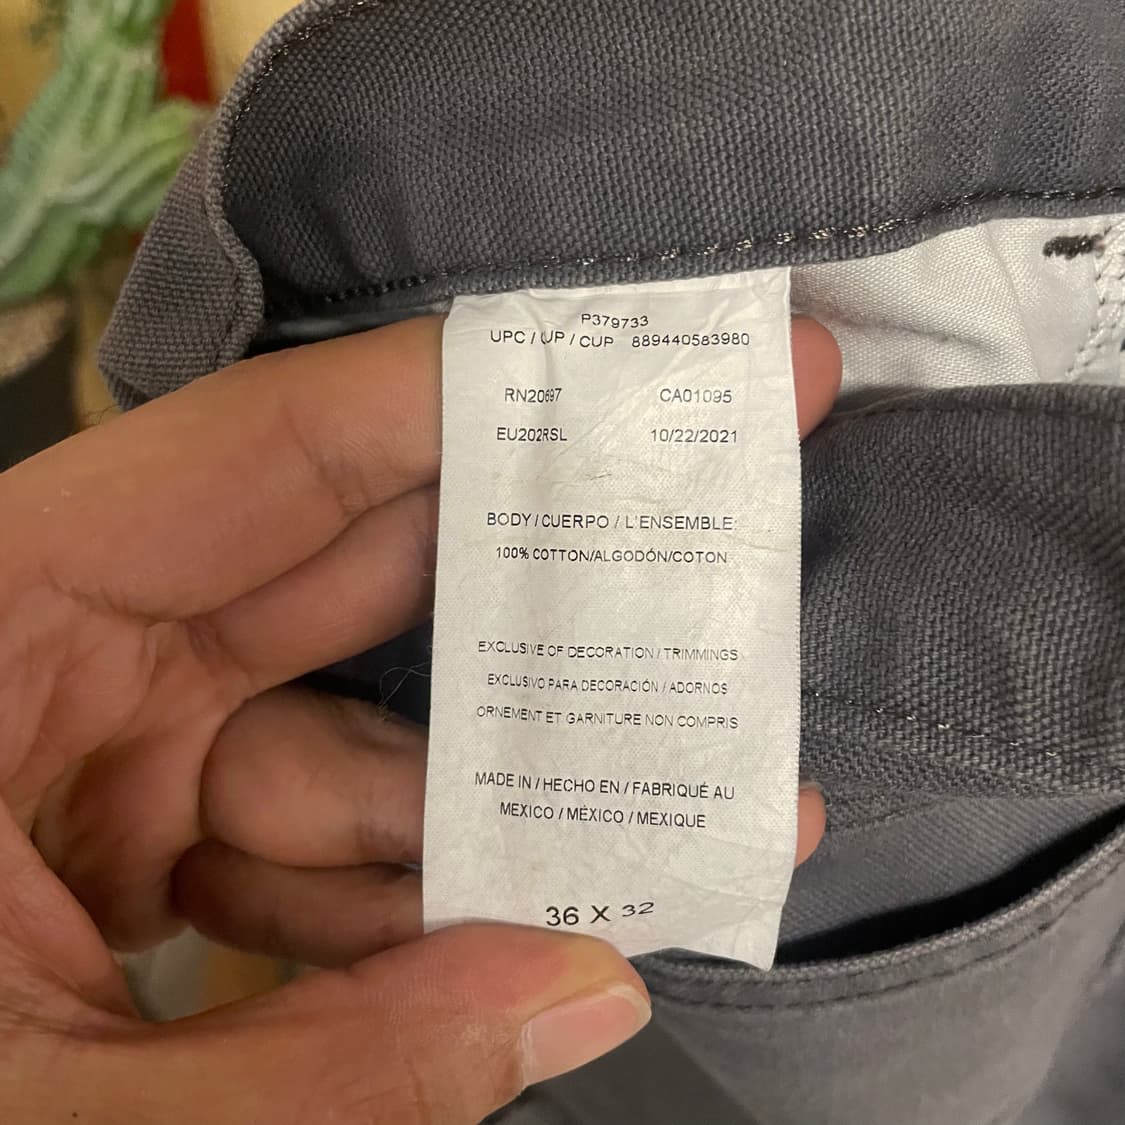 P379733
UPC / UP / CUP 889440583980
RN20697 CA01095
EU202RSL 10/22/2021
BODY / CUERPO / L'ENSEMBLE:
100% COTTON/ALGODÓN/COTON
EXCLUSIVE OF DECORATION / TRIMMINGS
EXCLUSIVO PARA DECORACIÓN / ADORNOS
ORNEMENT ET GARNITURE NON COMPRIS
MADE IN / HECHO EN / FABRIQUÉ AU
MEXICO / MÉXICO / MEXIQUE
36 X 32